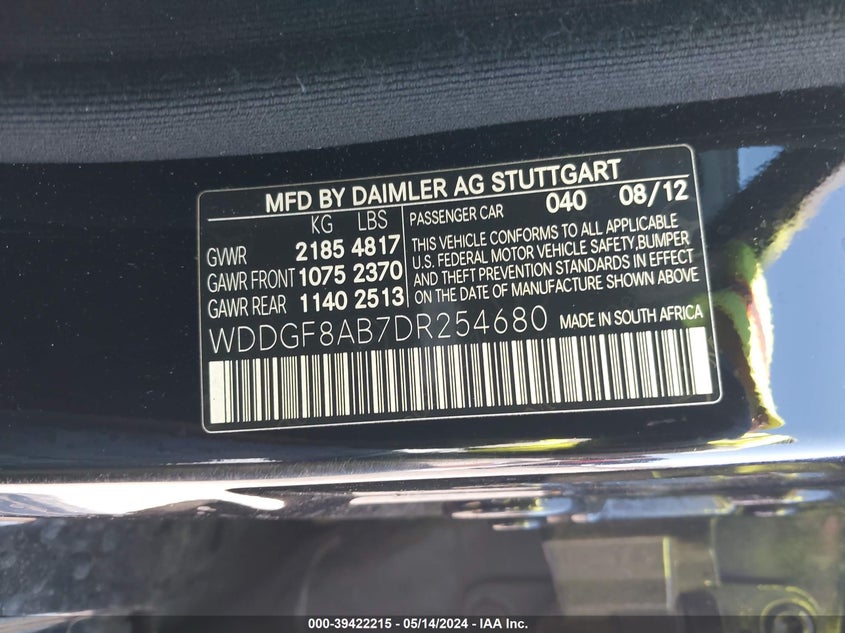 MFD BY DAIMLER AG STUTTGART
KG LBS PASSENGER CAR 040 08/12
GVWR 2185 4817
GAWR FRONT 1075 2370
GAWR REAR 1140 2513
THIS VEHICLE CONFORMS TO ALL APPLICABLE
U.S. FEDERAL MOTOR VEHICLE SAFETY,BUMPER
AND THEFT PREVENTION STANDARDS IN EFFECT
ON THE DATE OF MANUFACTURE SHOWN ABOVE
WDDGF8AB7DR254680 MADE IN SOUTH AFRICA
000-39422215 - 05/14/2024 - IAA Inc.